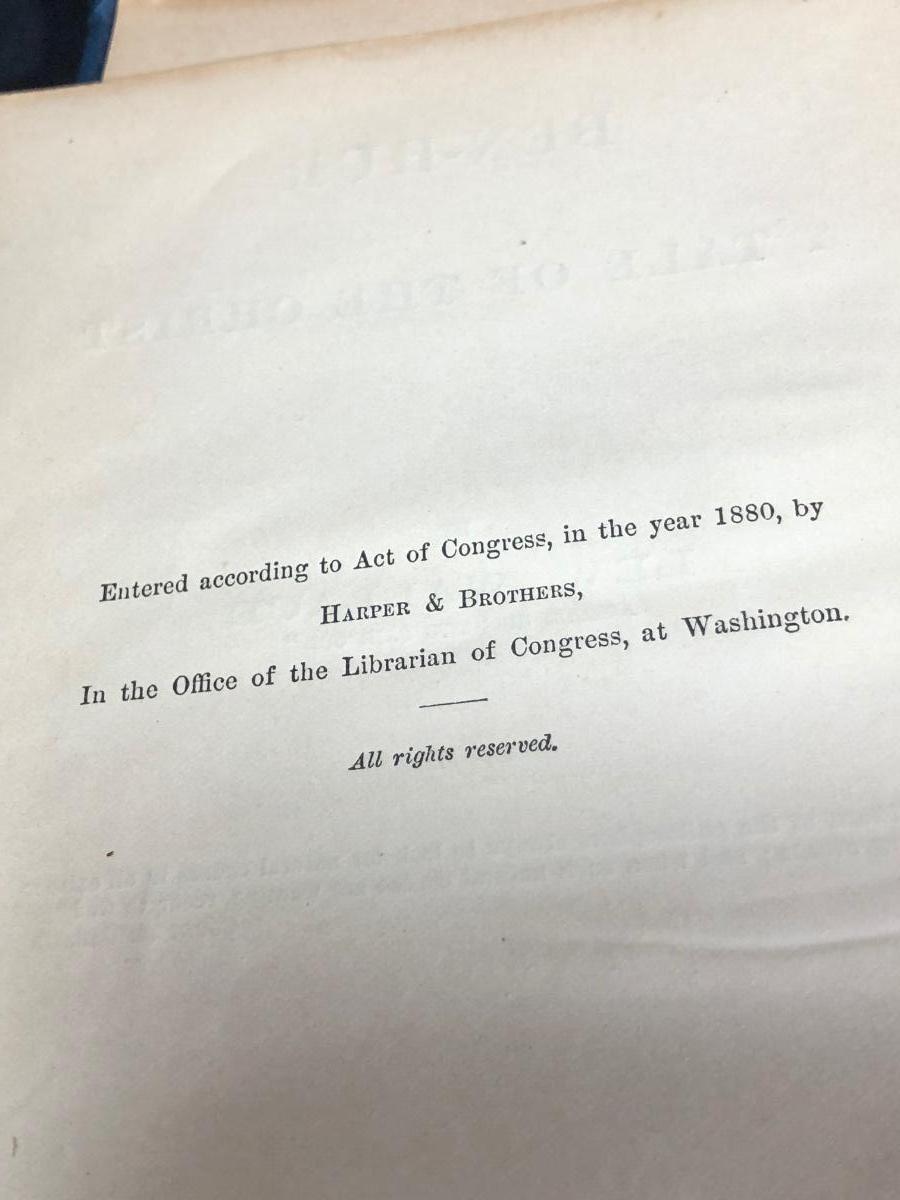 Entered according to Act of Congress, in the year 1880, by
HARPER & BROTHERS,
In the Office of the Librarian of Congress, at Washington.
All rights reserved.